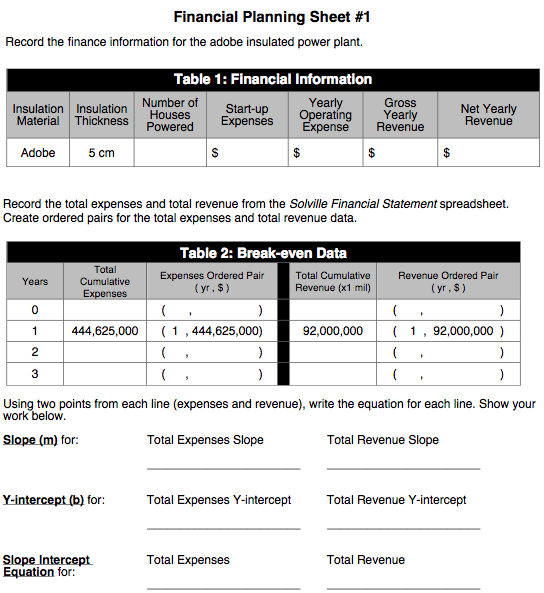 Financial Planning Sheet #1
Record the finance information for the adobe insulated power plant.
Table 1: Financial Information
Insulation Material Insulation Thickness Number of Houses Powered Start-up Expenses Yearly Operating Expense Gross Yearly Revenue Net Yearly Revenue
Adobe 5 cm $ $ $ $
Record the total expenses and total revenue from the Solville Financial Statement spreadsheet.
Create ordered pairs for the total expenses and total revenue data.
Table 2: Break-even Data
Years Total Cumulative Expenses Expenses Ordered Pair ( yr , $ ) Total Cumulative Revenue (x1 mil) Revenue Ordered Pair ( yr , $ )
0 ( , ) ( , )
1 444,625,000 ( 1 , 444,625,000) 92,000,000 ( 1 , 92,000,000 )
2 ( , ) ( , )
3 ( , ) ( , )
Using two points from each line (expenses and revenue), write the equation for each line. Show your
work below.
Slope (m) for: Total Expenses Slope Total Revenue Slope
Y-intercept (b) for: Total Expenses Y-intercept Total Revenue Y-intercept
Slope Intercept Total Expenses Total Revenue
Equation for: